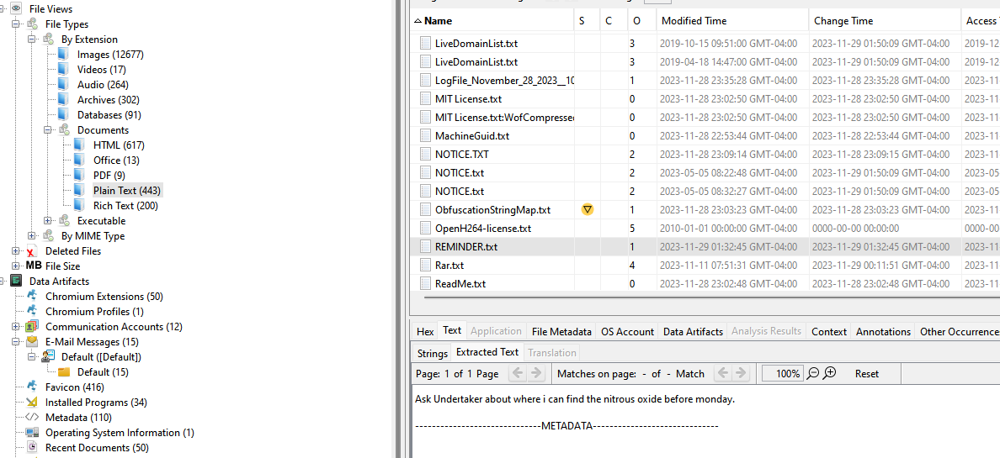 File Views
File Types
By Extension
Images (12677)
Videos (17)
Audio (264)
Archives (302)
Databases (91)
Documents
HTML (617)
Office (13)
PDF (9)
Plain Text (443)
Rich Text (200)
Executable
By MIME Type
Deleted Files
MB File Size
Data Artifacts
Chromium Extensions (50)
Chromium Profiles (1)
Communication Accounts (12)
E-Mail Messages (15)
Default ([Default])
Default (15)
Favicon (416)
Installed Programs (34)
Metadata (110)
Operating System Information (1)
Recent Documents (50)
Name S C O Modified Time Change Time Access
LiveDomainList.txt 3 2019-10-15 09:51:00 GMT-04:00 2023-11-29 01:50:09 GMT-04:00 2019-12
LiveDomainList.txt 3 2019-04-18 14:47:00 GMT-04:00 2023-11-29 01:50:09 GMT-04:00 2019-12
LogFile_November_28_2023__10 1 2023-11-28 23:35:28 GMT-04:00 2023-11-28 23:35:28 GMT-04:00 2023-11
MIT License.txt 0 2023-11-28 23:02:50 GMT-04:00 2023-11-28 23:02:50 GMT-04:00 2023-11
MIT License.txt:WofCompresse 0 2023-11-28 23:02:50 GMT-04:00 2023-11-28 23:02:50 GMT-04:00 2023-11
MachineGuid.txt 0 2023-11-28 22:53:44 GMT-04:00 2023-11-28 22:53:44 GMT-04:00 2023-11
NOTICE.TXT 2 2023-11-28 23:09:14 GMT-04:00 2023-11-28 23:09:15 GMT-04:00 2023-11
NOTICE.txt 2 2023-05-05 08:22:48 GMT-04:00 2023-11-29 01:50:09 GMT-04:00 2023-05
NOTICE.txt 2 2023-05-05 08:32:27 GMT-04:00 2023-11-29 01:50:09 GMT-04:00 2023-05
ObfuscationStringMap.txt 1 2023-11-28 23:03:23 GMT-04:00 2023-11-28 23:03:23 GMT-04:00 2023-11
OpenH264-license.txt 5 2010-01-01 00:00:00 GMT-04:00 0000-00-00 00:00:00 0000-00
REMINDER.txt 1 2023-11-29 01:32:45 GMT-04:00 2023-11-29 01:32:45 GMT-04:00 2023-11
Rar.txt 4 2023-11-11 07:51:31 GMT-04:00 2023-11-29 00:11:51 GMT-04:00 2023-11
ReadMe.txt 0 2023-11-28 23:02:48 GMT-04:00 2023-11-28 23:02:48 GMT-04:00 2023-11
Hex Text Application File Metadata OS Account Data Artifacts Analysis Results Context Annotations Other Occurrence
Strings Extracted Text Translation
Page: 1 of 1 Page Matches on page: - of - Match 100% Reset
Ask Undertaker about where i can find the nitrous oxide before monday.
------------------------------METADATA------------------------------